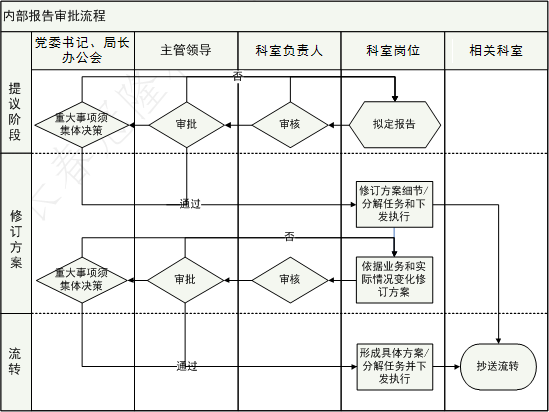 内部报告审批流程
党委书记、局长
办公会
主管领导
科室负责人
科室岗位
相关科室
提议阶段
否
重大事项须
集体决策
审批
审核
拟定报告
修订方案
通过
修订方案细节/
分解任务和下
发执行
否
重大事项须
集体决策
审批
审核
依据业务和实
际情况变化修
订方案
流转
通过
形成具体方案/
分解任务并下
发执行
抄送流转
长春思隆